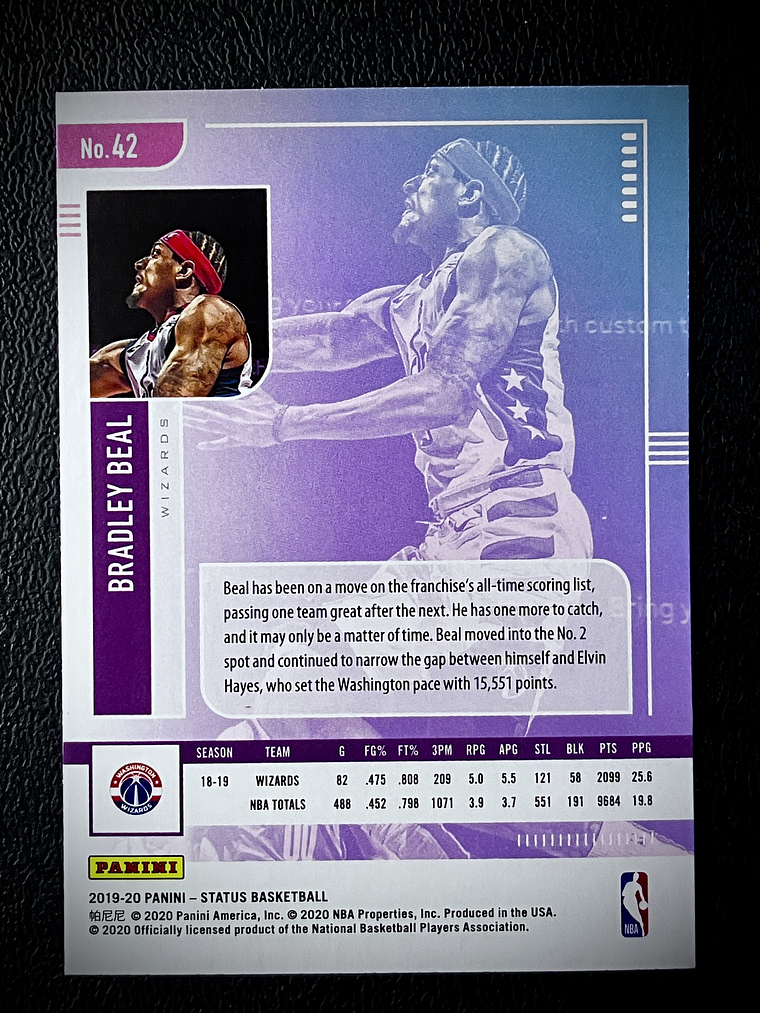 No. 42
BRADLEY BEAL
WIZARDS
Beal has been on a move on the franchise's all-time scoring list,
passing one team great after the next. He has one more to catch,
and it may only be a matter of time. Beal moved into the No. 2
spot and continued to narrow the gap between himself and Elvin
Hayes, who set the Washington pace with 15,551 points.
SEASON TEAM G FG% FT% 3PM RPG APG STL BLK PTS PPG
18-19 WIZARDS 82 .475 .808 209 5.0 5.5 121 58 2099 25.6
NBA TOTALS 488 .452 .798 1071 3.9 3.7 551 191 9684 19.8
WASHINGTON
WIZARDS
PANINI
2019-20 PANINI – STATUS BASKETBALL
帕尼尼 © 2020 Panini America, Inc. © 2020 NBA Properties, Inc. Produced in the USA.
© 2020 Officially licensed product of the National Basketball Players Association.
NBA